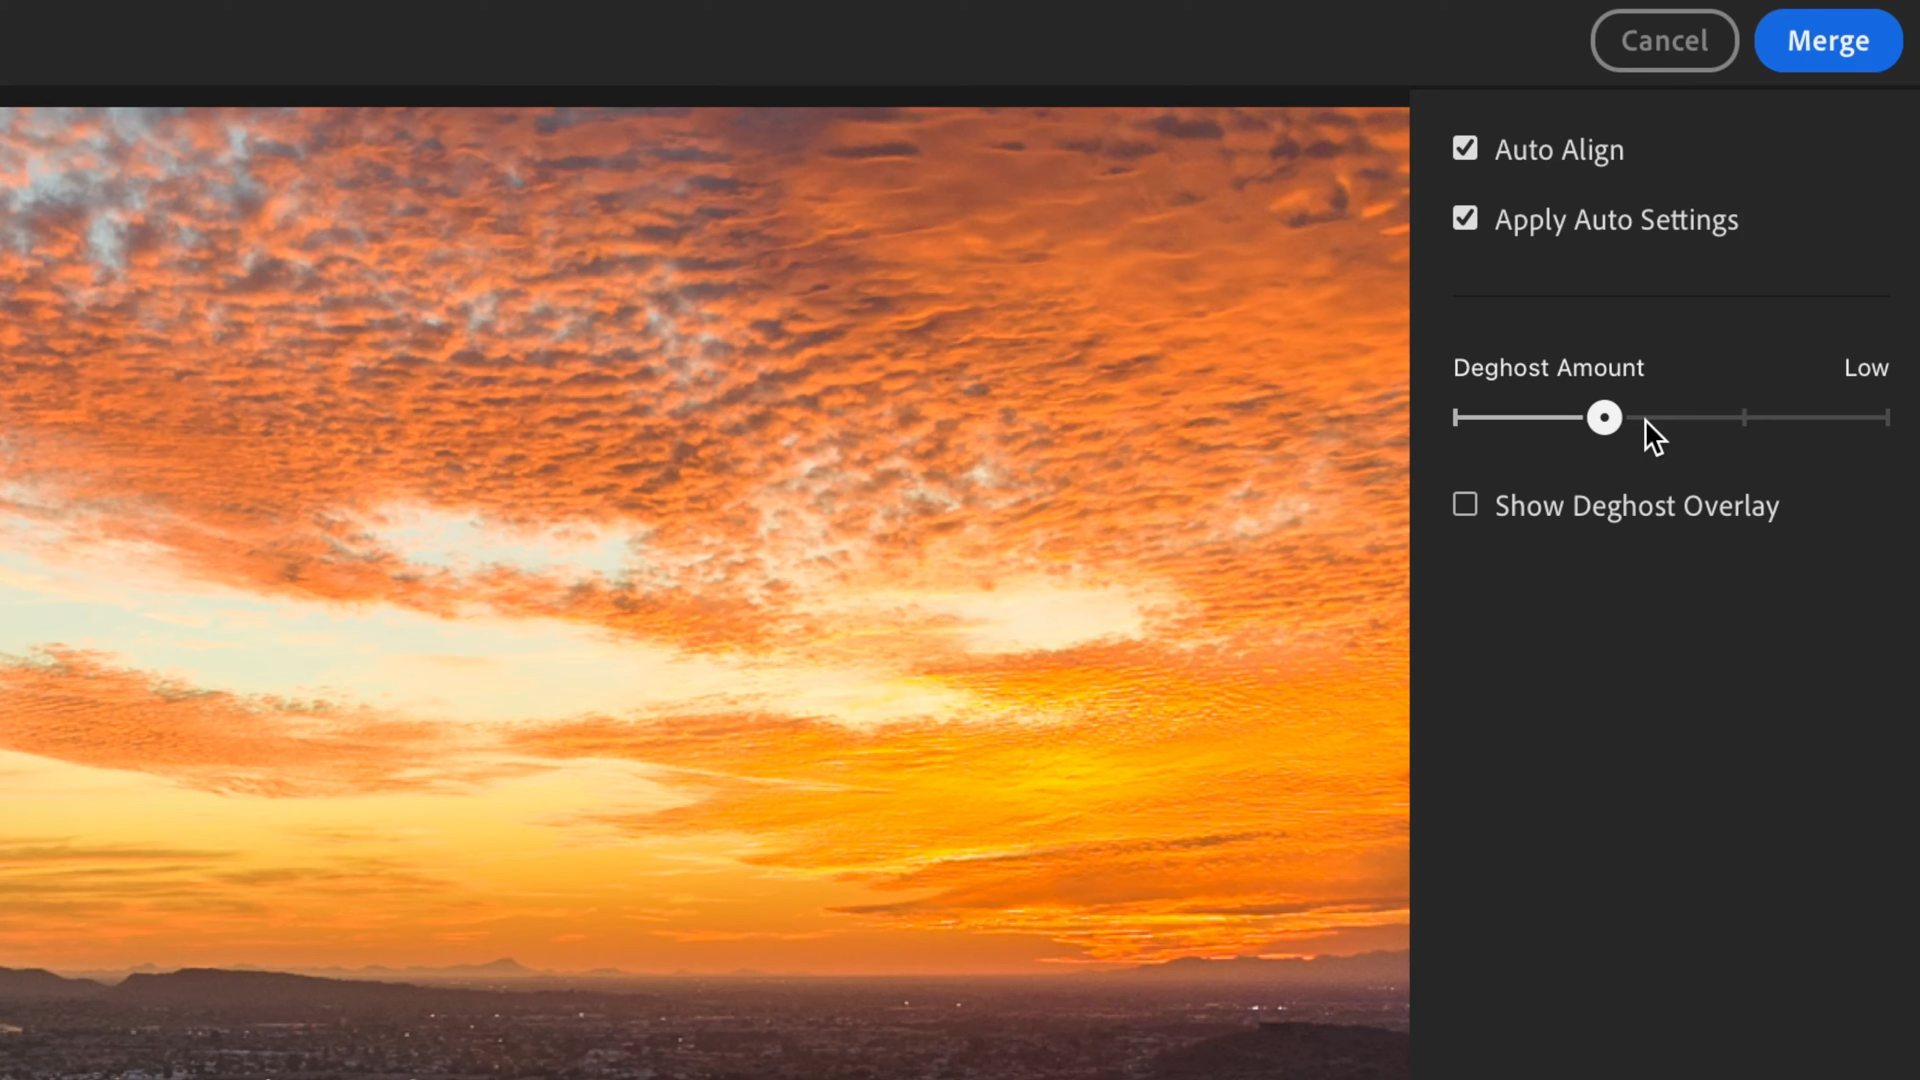 Cancel
Merge
Auto Align
Apply Auto Settings
Deghost Amount
Low
Show Deghost Overlay